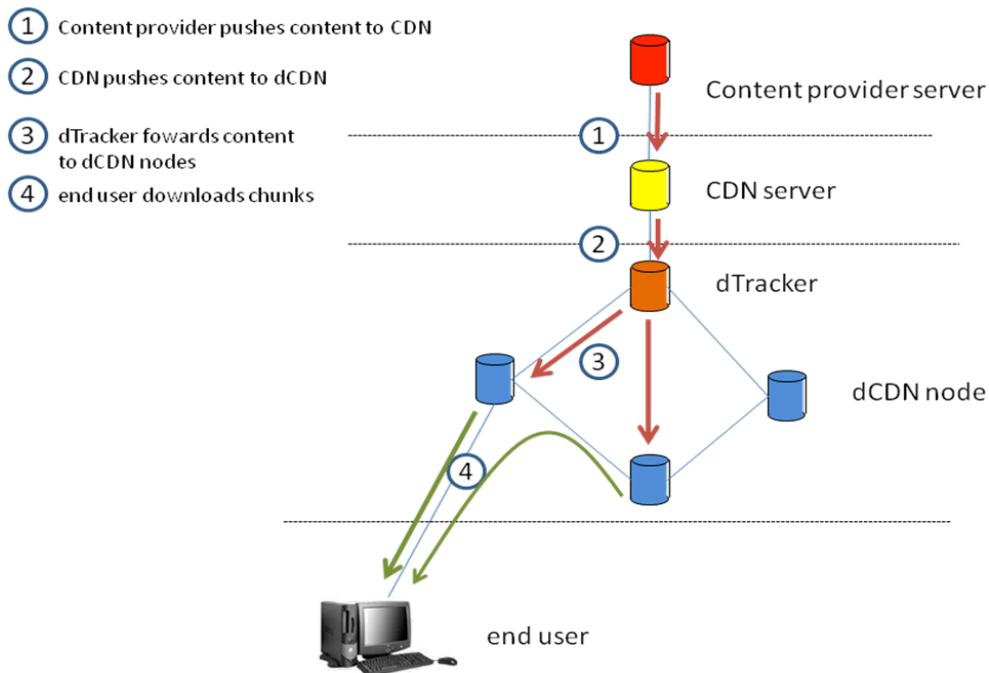 1 Content provider pushes content to CDN
2 CDN pushes content to dCDN
3 dTracker fowards content
to dCDN nodes
4 end user downloads chunks
Content provider server
1
CDN server
2
dTracker
3
dCDN node
4
end user